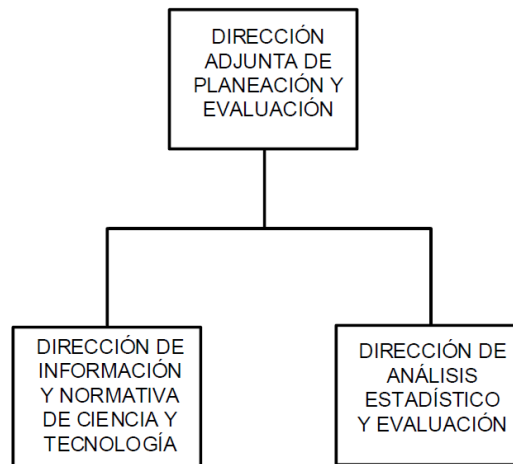 DIRECCIÓN
ADJUNTA DE
PLANEACIÓN Y
EVALUACIÓN
DIRECCIÓN DE
INFORMACIÓN
Y NORMATIVA
DE CIENCIA Y
TECNOLOGÍA
DIRECCIÓN DE
ANÁLISIS
ESTADÍSTICO
Y EVALUACIÓN